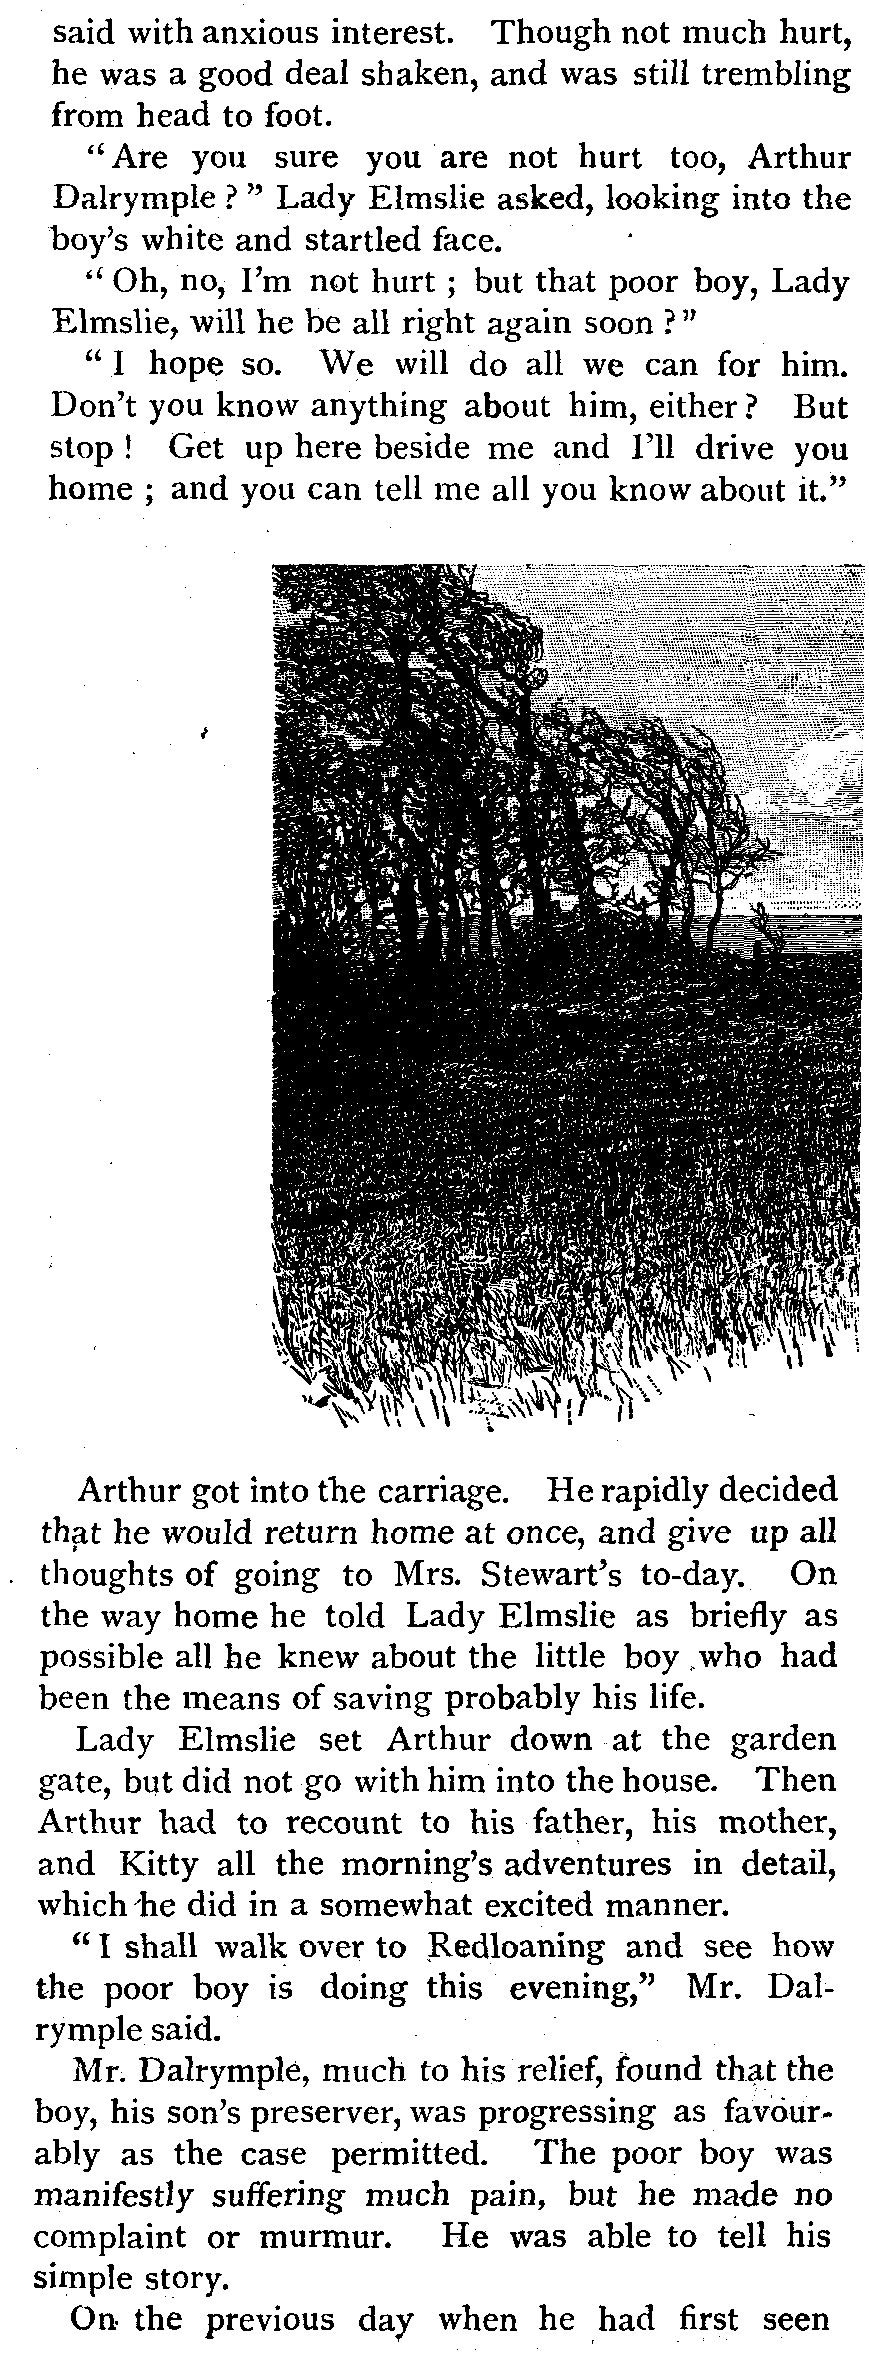 said with anxious interest. Though not much hurt,
he was a good deal shaken, and was still trembling
from head to foot.
“Are you sure you are not hurt too, Arthur
Dalrymple?” Lady Elmslie asked, looking into the
boy’s white and startled face.
“Oh, no, I’m not hurt; but that poor boy, Lady
Elmslie, will he be all right again soon?”
“I hope so. We will do all we can for him.
Don’t you know anything about him, either? But
stop! Get up here beside me and I’ll drive you
home; and you can tell me all you know about it.”
Arthur got into the carriage. He rapidly decided
that he would return home at once, and give up all
thoughts of going to Mrs. Stewart’s to-day. On
the way home he told Lady Elmslie as briefly as
possible all he knew about the little boy who had
been the means of saving probably his life.
Lady Elmslie set Arthur down at the garden
gate, but did not go with him into the house. Then
Arthur had to recount to his father, his mother,
and Kitty all the morning’s adventures in detail,
which he did in a somewhat excited manner.
“I shall walk over to Redloaning and see how
the poor boy is doing this evening,” Mr. Dal-
rymple said.
Mr. Dalrymple, much to his relief, found that the
boy, his son’s preserver, was progressing as favour-
ably as the case permitted. The poor boy was
manifestly suffering much pain, but he made no
complaint or murmur. He was able to tell his
simple story.
On the previous day when he had first seen